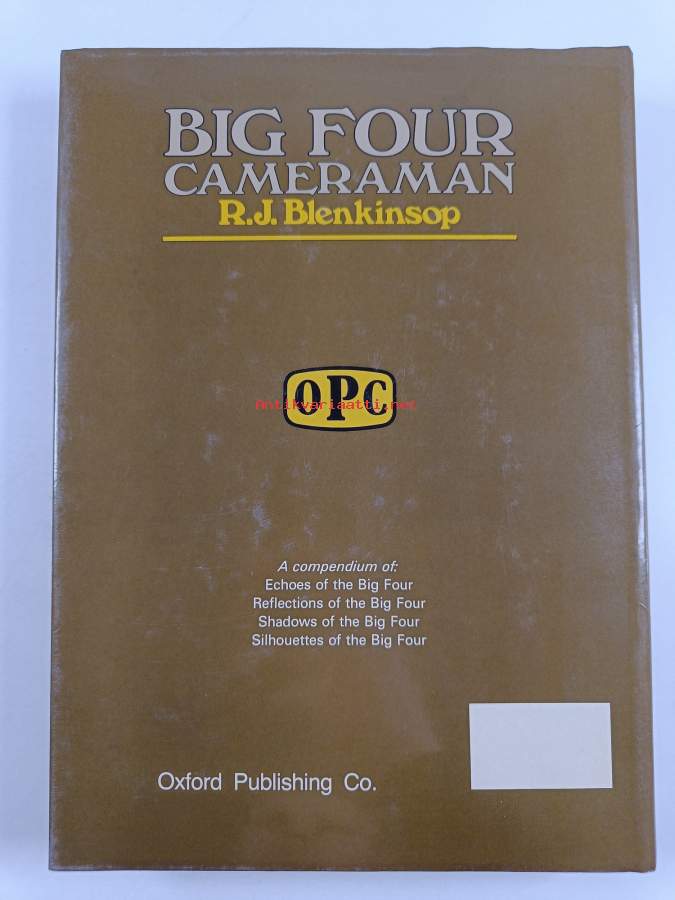 BIG FOUR
CAMERAMAN
R.J. Blenkinsop
OPC
Antikvariaatti.net
A compendium of:
Echoes of the Big Four
Reflections of the Big Four
Shadows of the Big Four
Silhouettes of the Big Four
Oxford Publishing Co.